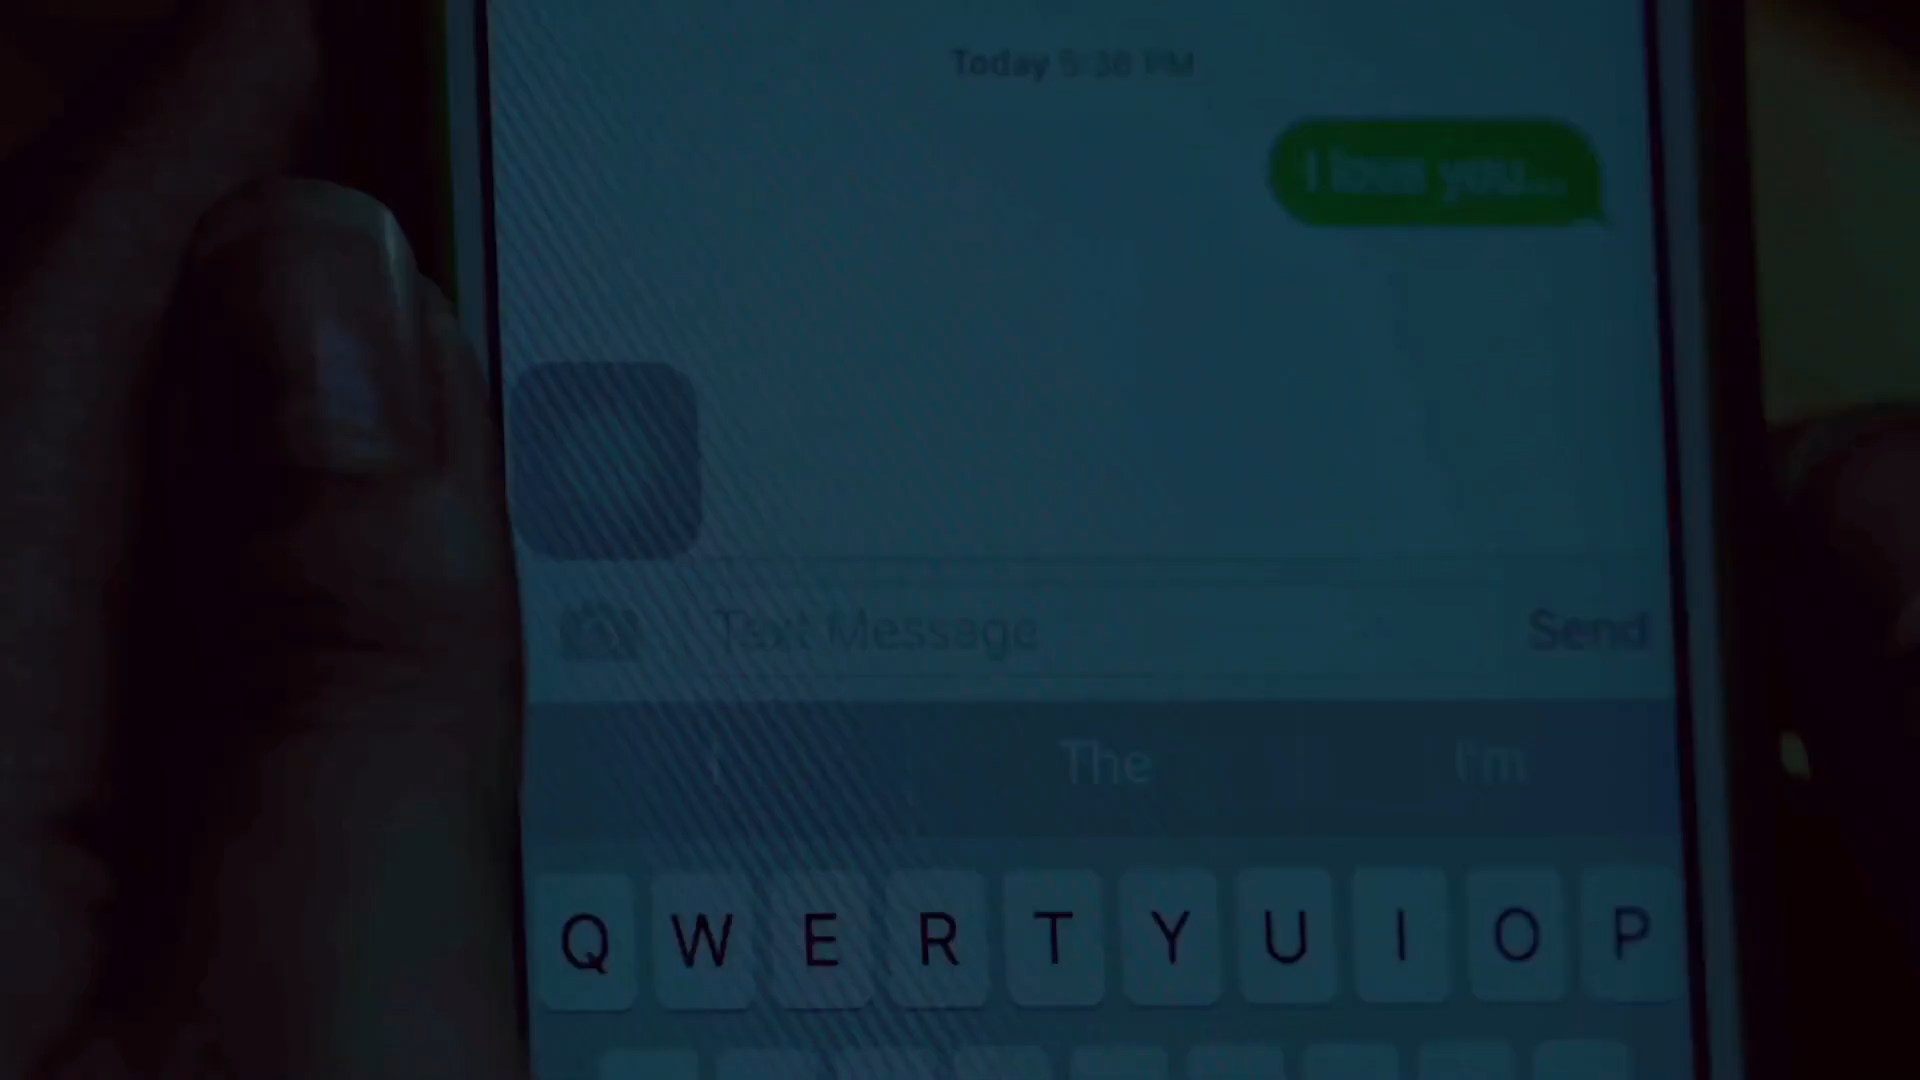 Today 5:38 PM
I love you...
Text Message Send
I The I'm
Q W E R T Y U I O P